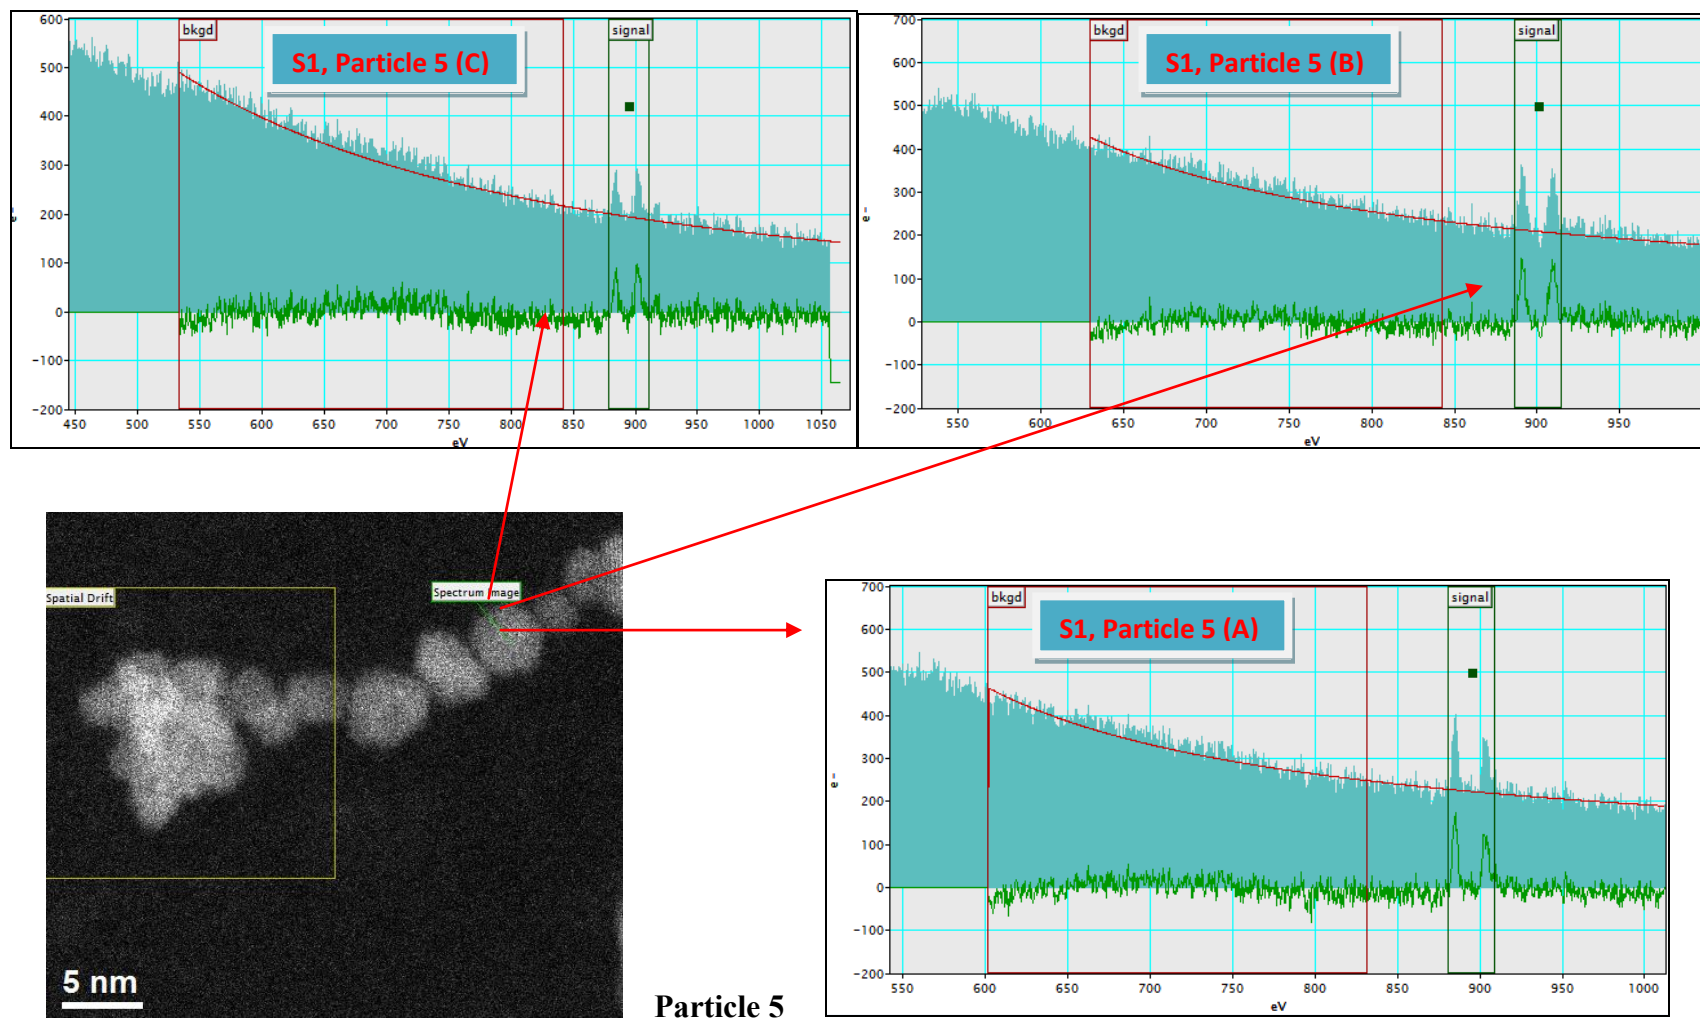 600
500
400
300
200
100
0
−100
−200
e-
bkgd
S1, Particle 5 (C)
signal
450 500 550 600 650 700 750 800 850 900 950 1000 1050
eV
700
600
500
400
300
200
100
0
−100
−200
e-
bkgd
S1, Particle 5 (B)
signal
550 600 650 700 750 800 850 900 950
eV
Spatial Drift
Spectrum Image
5 nm
Particle 5
700
600
500
400
300
200
100
0
−100
−200
e-
bkgd
S1, Particle 5 (A)
signal
550 600 650 700 750 800 850 900 950 1000
eV